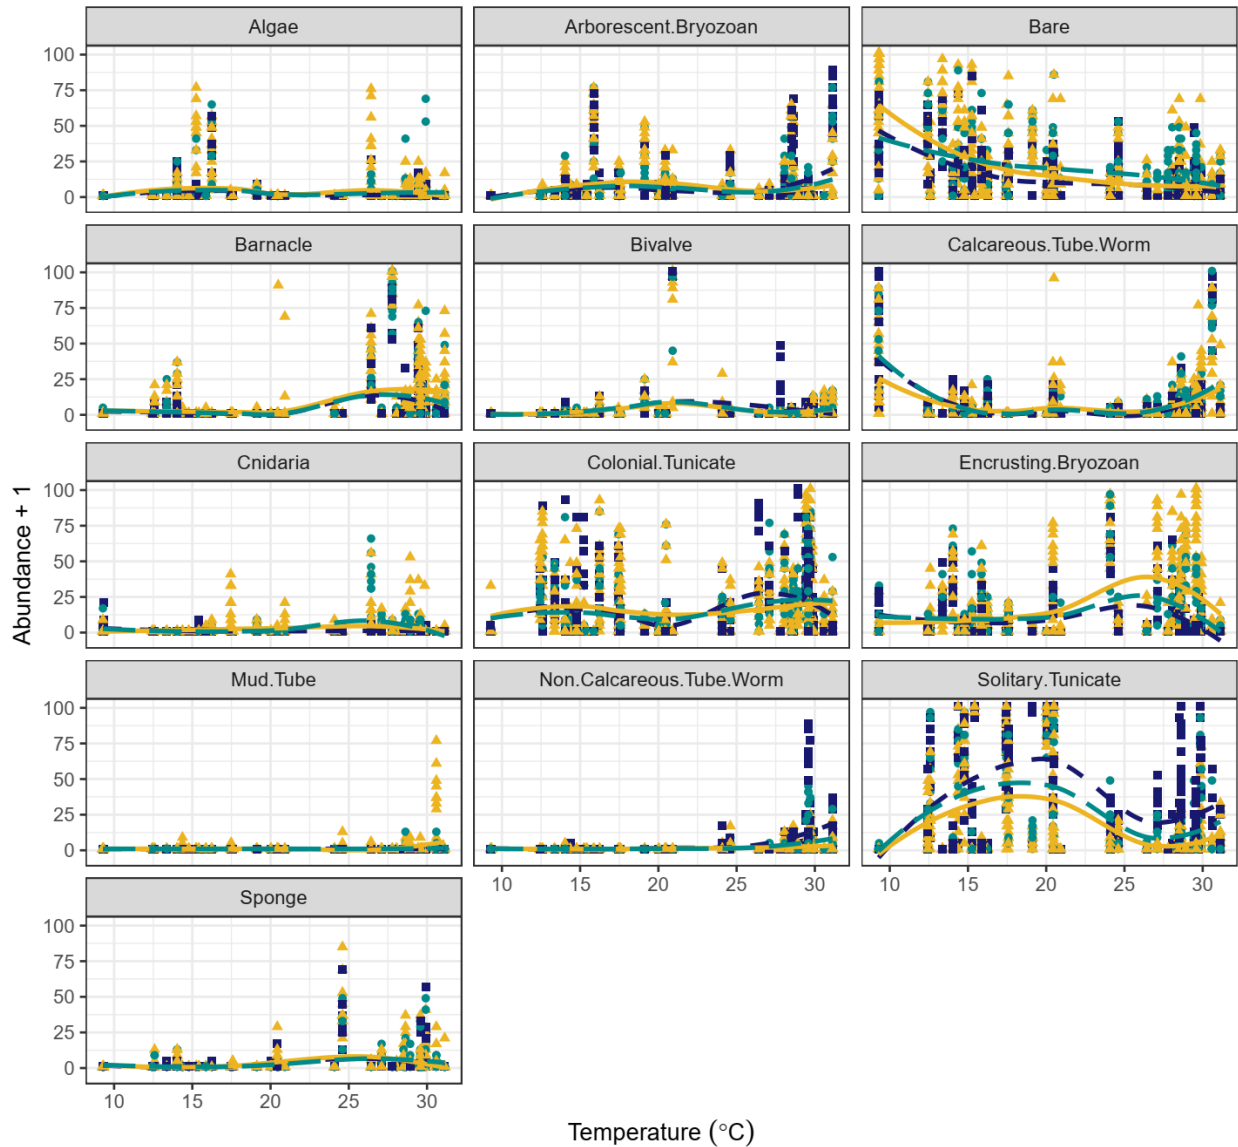 Algae
Arborescent.Bryozoan
Bare
100
75
50
25
0
Barnacle
Bivalve
Calcareous.Tube.Worm
100
75
50
25
0
Cnidaria
Colonial.Tunicate
Encrusting.Bryozoan
100
75
50
25
0
Abundance + 1
Mud.Tube
Non.Calcareous.Tube.Worm
Solitary.Tunicate
100
75
50
25
0
10 15 20 25 30
10 15 20 25 30
Sponge
100
75
50
25
0
10 15 20 25 30
Temperature (°C)